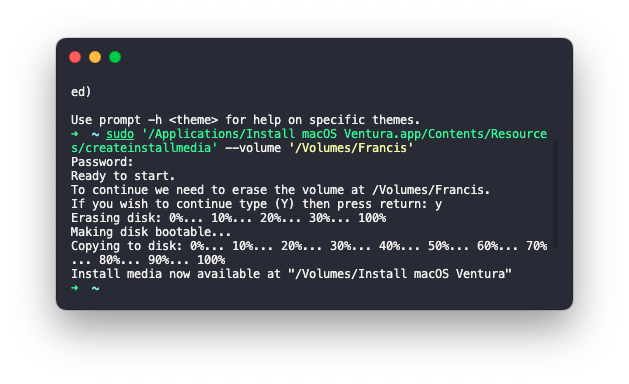 ed)
Use prompt -h <theme> for help on specific themes.
➜  ~ sudo '/Applications/Install macOS Ventura.app/Contents/Resource
s/createinstallmedia' --volume '/Volumes/Francis'
Password:
Ready to start.
To continue we need to erase the volume at /Volumes/Francis.
If you wish to continue type (Y) then press return: y
Erasing disk: 0%... 10%... 20%... 30%... 100%
Making disk bootable...
Copying to disk: 0%... 10%... 20%... 30%... 40%... 50%... 60%... 70%
... 80%... 90%... 100%
Install media now available at "/Volumes/Install macOS Ventura"
➜  ~